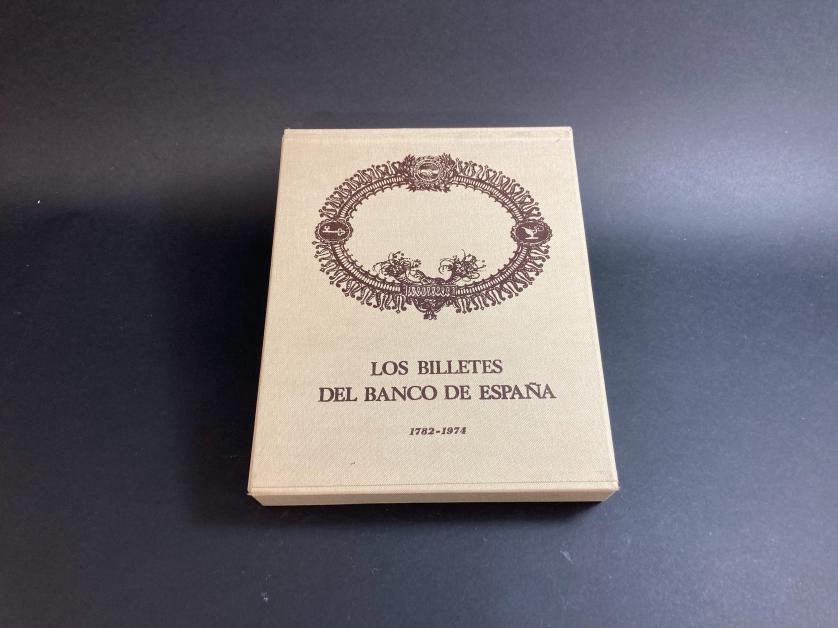 LOS BILLETES
DEL BANCO DE ESPAÑA
1782-1974